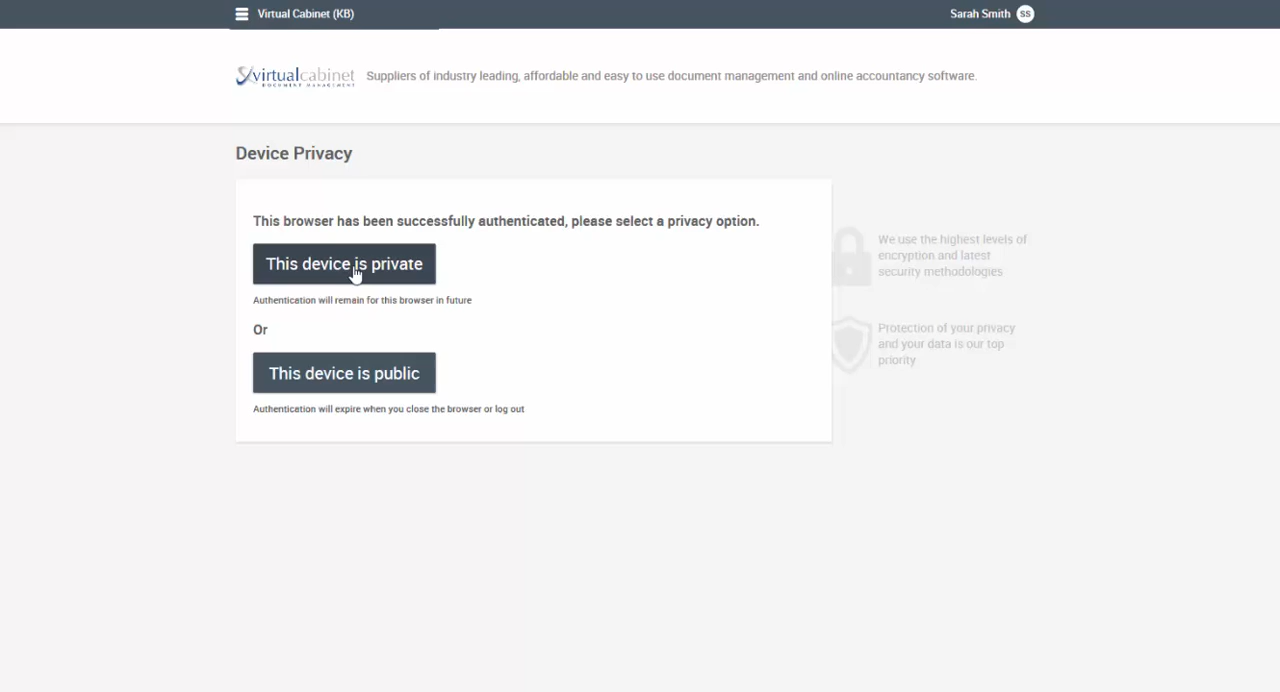 Virtual Cabinet (KB)
Sarah Smith SS
virtualcabinet
DOCUMENT MANAGEMENT
Suppliers of industry leading, affordable and easy to use document management and online accountancy software.
Device Privacy
This browser has been successfully authenticated, please select a privacy option.
This device is private
Authentication will remain for this browser in future
Or
This device is public
Authentication will expire when you close the browser or log out
We use the highest levels of
encryption and latest
security methodologies
Protection of your privacy
and your data is our top
priority